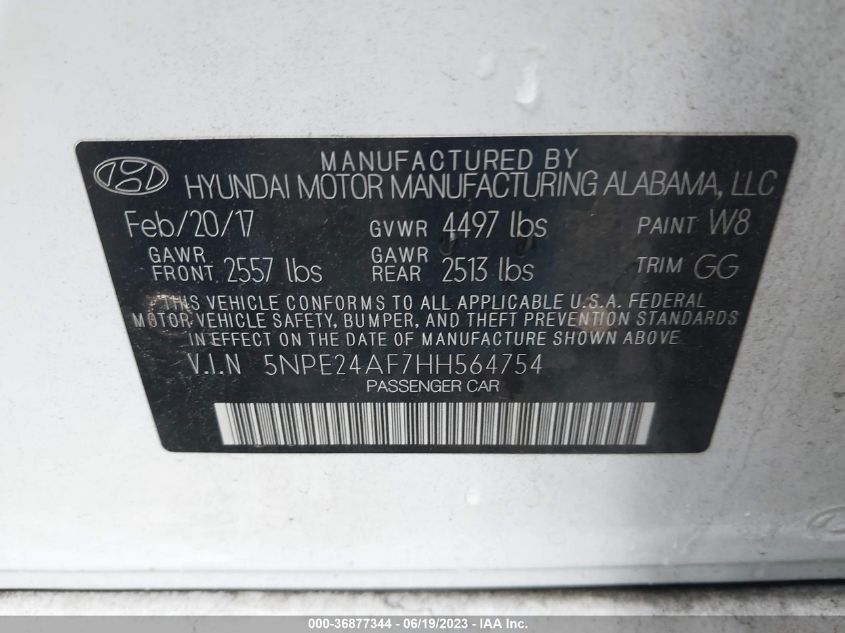 MANUFACTURED BY
HYUNDAI MOTOR MANUFACTURING ALABAMA, LLC
Feb/20/17 GVWR 4497 lbs PAINT W8
GAWR FRONT 2557 lbs GAWR REAR 2513 lbs TRIM GG
THIS VEHICLE CONFORMS TO ALL APPLICABLE U.S.A. FEDERAL
MOTOR VEHICLE SAFETY, BUMPER, AND THEFT PREVENTION STANDARDS
IN EFFECT ON THE DATE OF MANUFACTURE SHOWN ABOVE.
V.I.N 5NPE24AF7HH564754
PASSENGER CAR
000-36877344 - 06/19/2023 - IAA Inc.